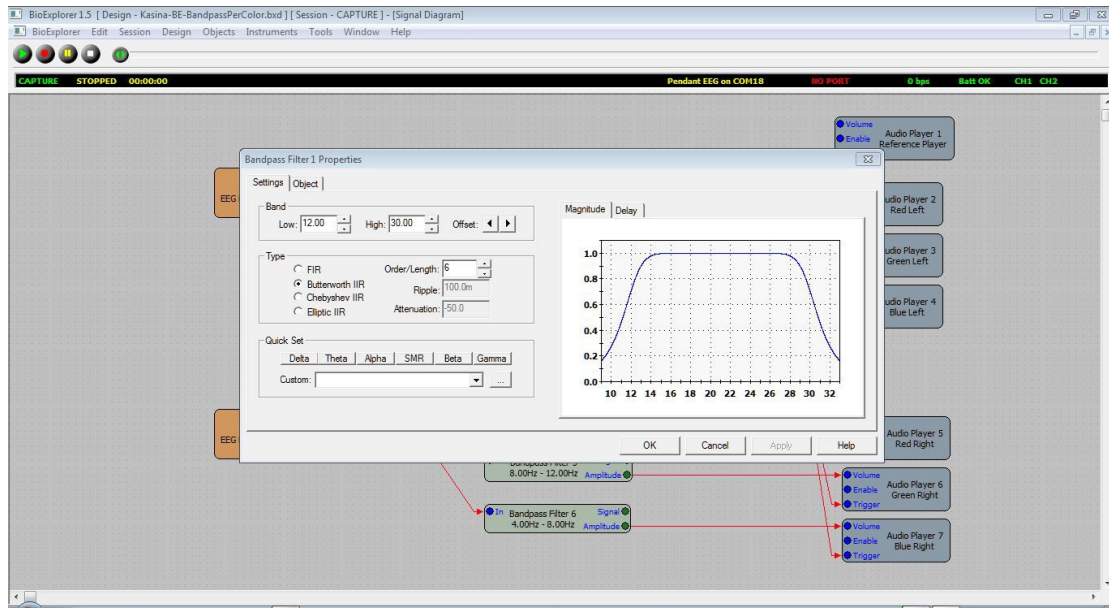 BioExplorer 1.5 [ Design - Kasina-BE-BandpassPerColor.bxd ] [ Session - CAPTURE ] - [Signal Diagram]
BioExplorer Edit Session Design Objects Instruments Tools Window Help
CAPTURE STOPPED 00:00:00 Pendant EEG on COM18 NO PORT 0 bps Batt OK CH1 CH2
Volume
Enable
Audio Player 1
Reference Player
Bandpass Filter 1 Properties
Settings Object
EEG
Band
Low: 12.00 High: 30.00 Offset:
Type
FIR Order/Length: 6
Butterworth IIR Ripple: 100.0m
Chebyshev IIR
Elliptic IIR Attenuation: -50.0
Quick Set
Delta Theta Alpha SMR Beta Gamma
Custom: ...
Magnitude Delay
1.0
0.8
0.6
0.4
0.2
0.0
10 12 14 16 18 20 22 24 26 28 30 32
OK Cancel Apply Help
udio Player 2
Red Left
udio Player 3
Green Left
udio Player 4
Blue Left
EEG
Audio Player 5
Red Right
8.00Hz - 12.00Hz Amplitude
Volume
Enable
Trigger
Audio Player 6
Green Right
In Bandpass Filter 6 Signal
4.00Hz - 8.00Hz Amplitude
Volume
Enable
Trigger
Audio Player 7
Blue Right